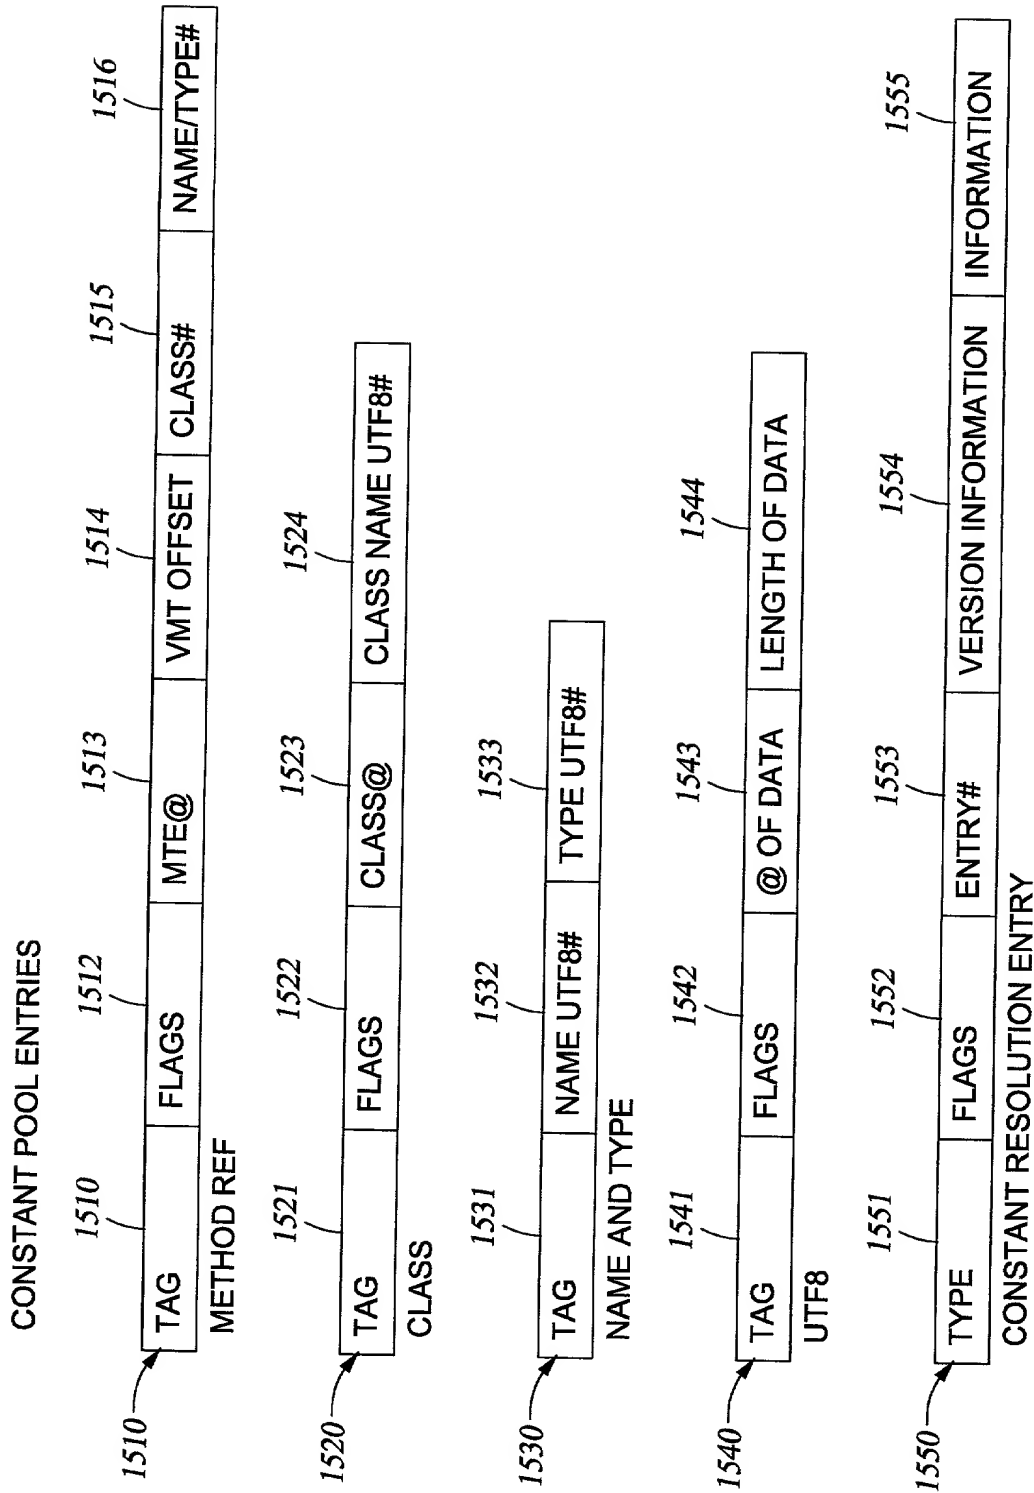 CONSTANT POOL ENTRIES
1510 1512 1513 1514 1515 1516
1510 TAG FLAGS MTE@ VMT OFFSET CLASS# NAME/TYPE#
METHOD REF
1521 1522 1523 1524
1520 TAG FLAGS CLASS@ CLASS NAME UTF8#
CLASS
1531 1532 1533
1530 TAG NAME UTF8# TYPE UTF8#
NAME AND TYPE
1541 1542 1543 1544
1540 TAG FLAGS @ OF DATA LENGTH OF DATA
UTF8
1551 1552 1553 1554 1555
1550 TYPE FLAGS ENTRY# VERSION INFORMATION INFORMATION
CONSTANT RESOLUTION ENTRY